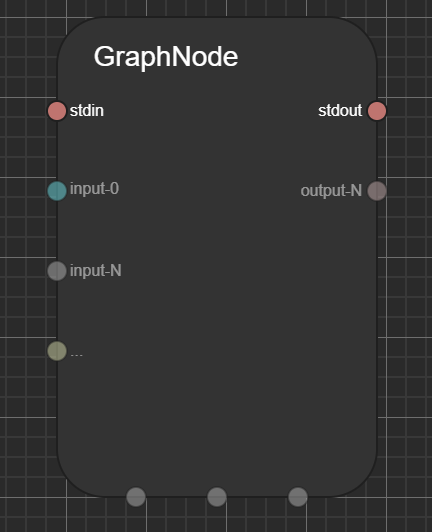 GraphNode
stdin
stdout
input-0
output-N
input-N
...